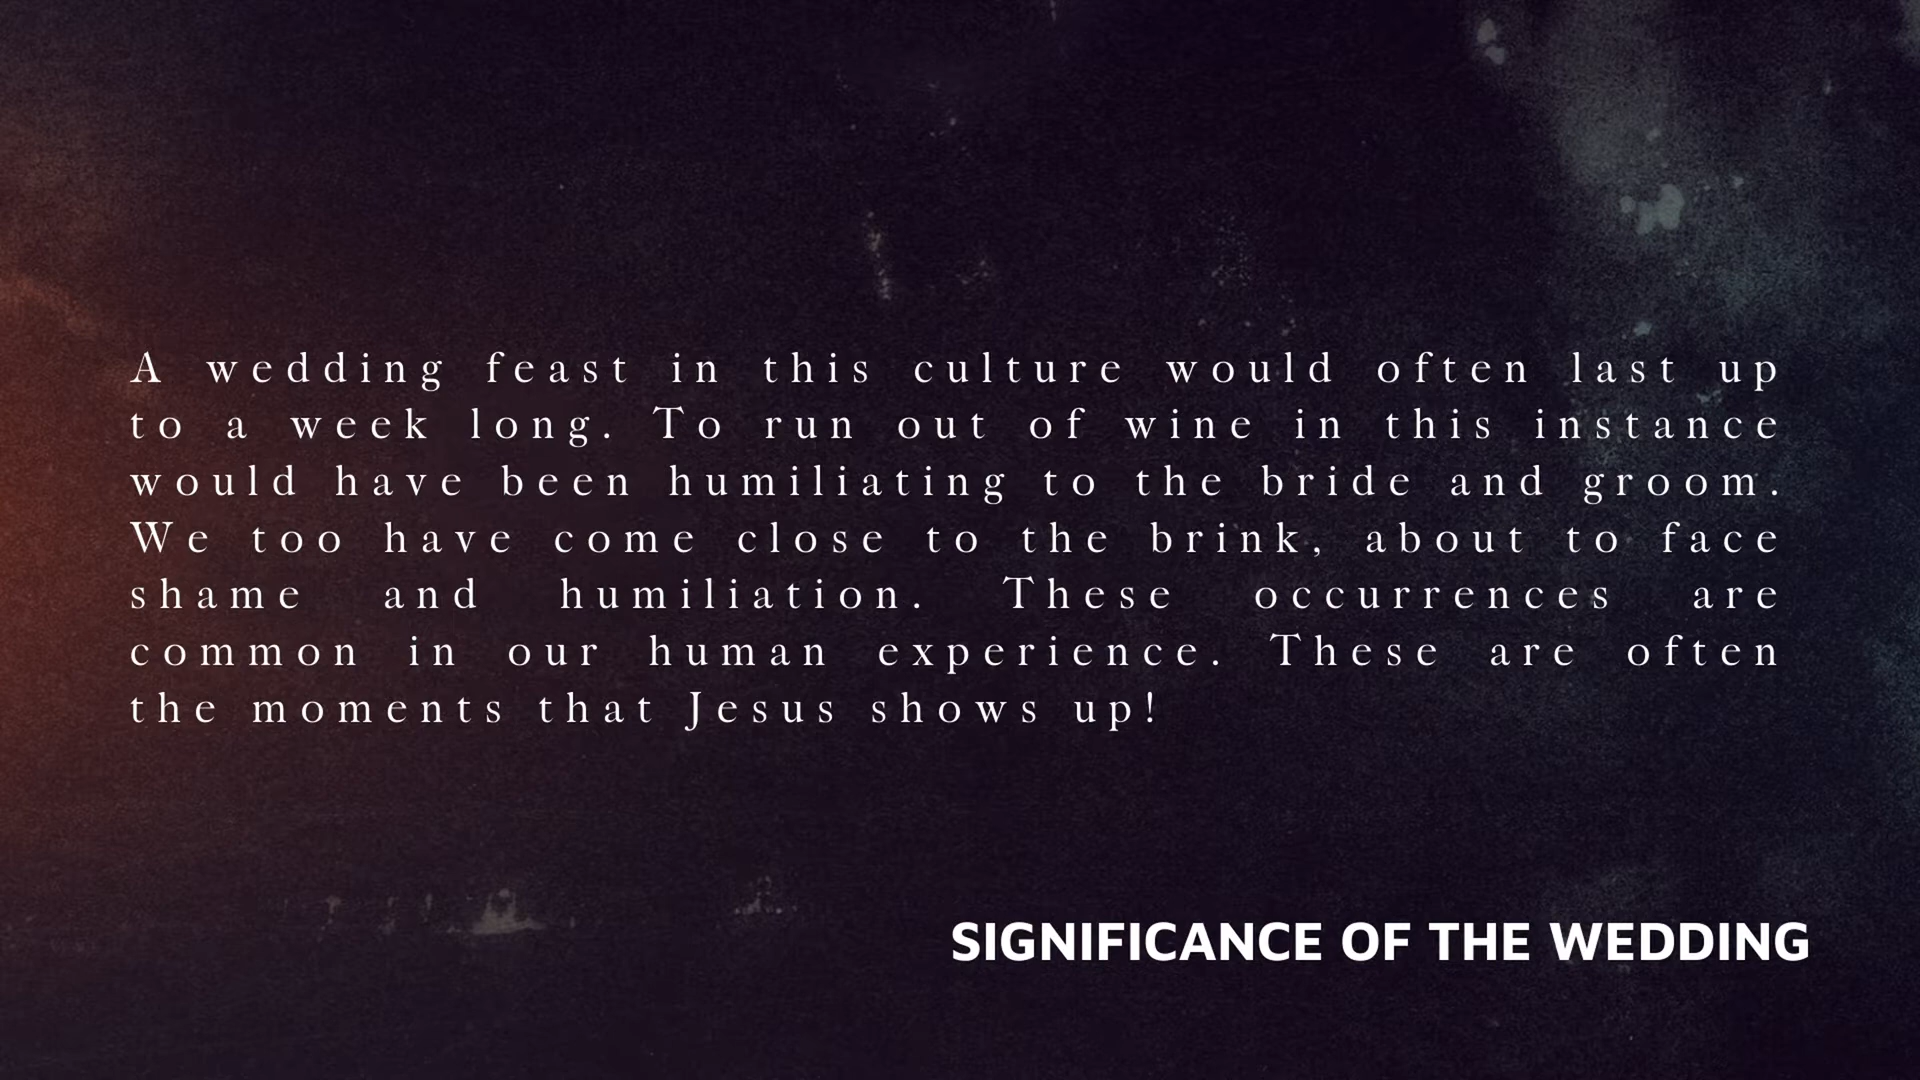 A wedding feast in this culture would often last up
to a week long. To run out of wine in this instance
would have been humiliating to the bride and groom.
We too have come close to the brink, about to face
shame and humiliation. These occurrences are
common in our human experience. These are often
the moments that Jesus shows up!
SIGNIFICANCE OF THE WEDDING